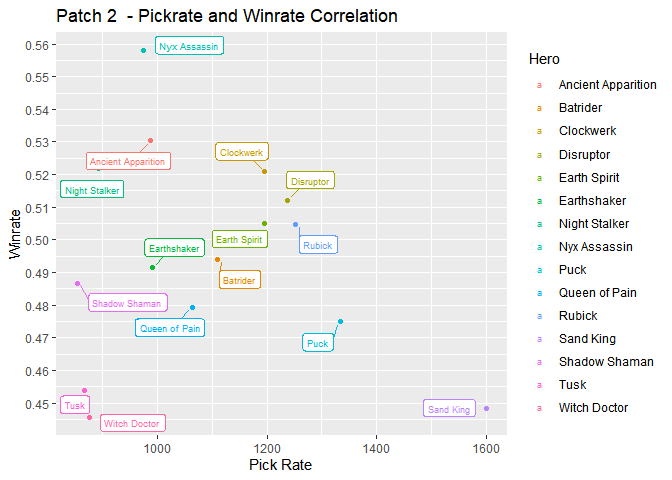 Patch 2  - Pickrate and Winrate Correlation
Winrate
0.56
0.55
0.54
0.53
0.52
0.51
0.50
0.49
0.48
0.47
0.46
0.45
Nyx Assassin
Ancient Apparition
Clockwerk
Night Stalker
Disruptor
Earth Spirit
Rubick
Earthshaker
Batrider
Shadow Shaman
Queen of Pain
Puck
Tusk
Witch Doctor
Sand King
1000 1200 1400 1600
Pick Rate
Hero
a Ancient Apparition
a Batrider
a Clockwerk
a Disruptor
a Earth Spirit
a Earthshaker
a Night Stalker
a Nyx Assassin
a Puck
a Queen of Pain
a Rubick
a Sand King
a Shadow Shaman
a Tusk
a Witch Doctor